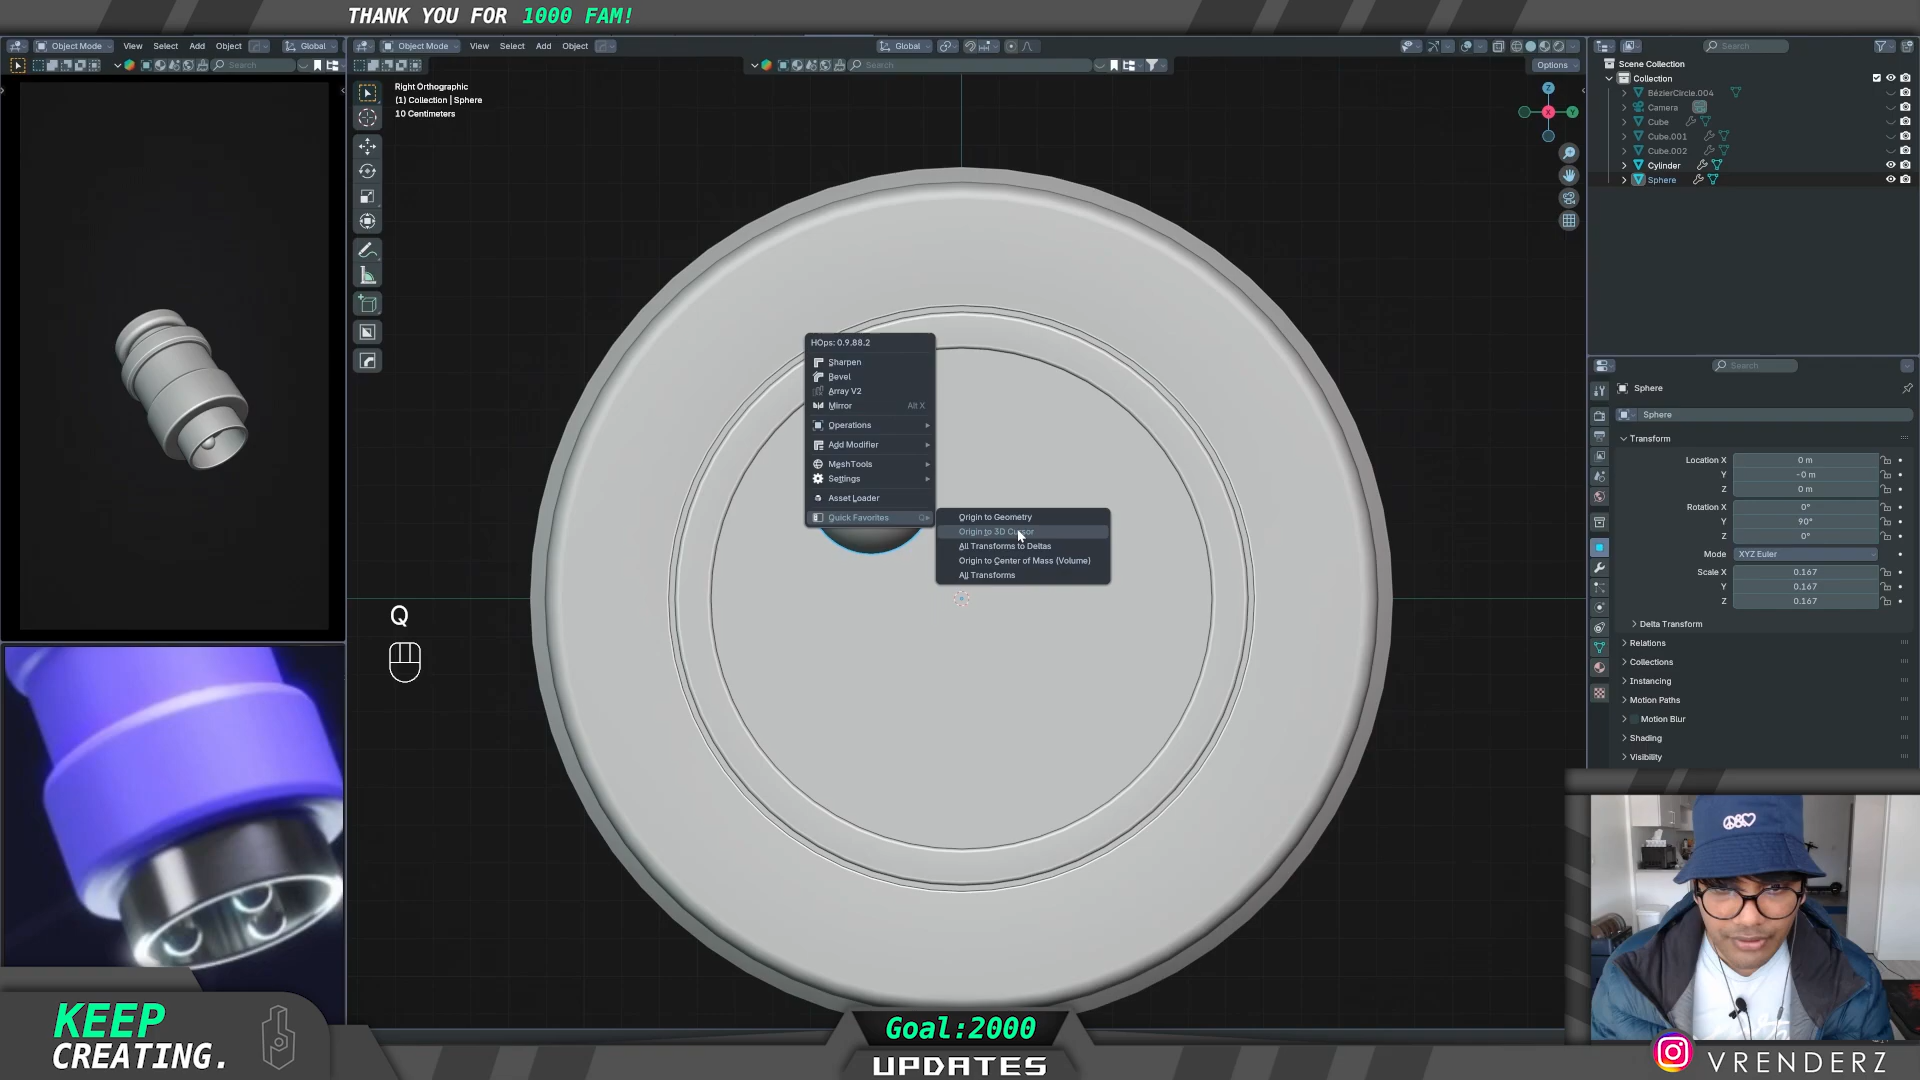 THANK YOU FOR 1000 FAM!
Object Mode
View
Select
Add
Object
Global
Object Mode
View
Select
Add
Object
Global
Search
Search
Search
Options
Right Orthographic
(1) Collection | Sphere
10 Centimeters
Z
X
Y
Scene Collection
Collection
BézierCircle.004
Camera
Cube
Cube.001
Cube.002
Cylinder
Sphere
HOps: 0.9.88.2
Sharpen
Bevel
Array V2
Mirror Alt X
Operations
Add Modifier
MeshTools
Settings
Asset Loader
Quick Favorites Q
Origin to Geometry
Origin to 3D Cursor
All Transforms to Deltas
Origin to Center of Mass (Volume)
All Transforms
Q
Search
Sphere
Sphere
Transform
Location X 0 m
Y -0 m
Z 0 m
Rotation X 0°
Y 90°
Z 0°
Mode XYZ Euler
Scale X 0.167
Y 0.167
Z 0.167
Delta Transform
Relations
Collections
Instancing
Motion Paths
Motion Blur
Shading
Visibility
KEEP
CREATING.
Goal:2000
UPDATES
VRENDERZ